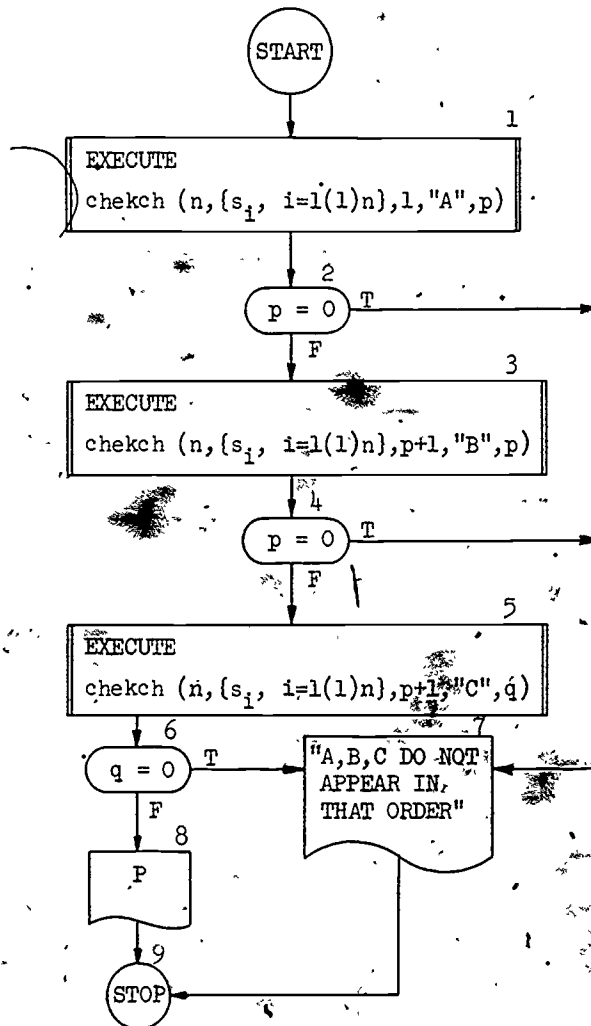 START
1
EXECUTE
chekch (n,{s_i, i=1(1)n},1,"A",p)
2
p = 0
T
F
3
EXECUTE
chekch (n,{s_i, i=1(1)n},p+1,"B",p)
4
p = 0
T
F
5
EXECUTE
chekch (n,{s_i, i=1(1)n},p+1,"C",q)
6
q = 0
T
F
7
"A,B,C DO NOT
APPEAR IN
THAT ORDER"
8
P
9
STOP